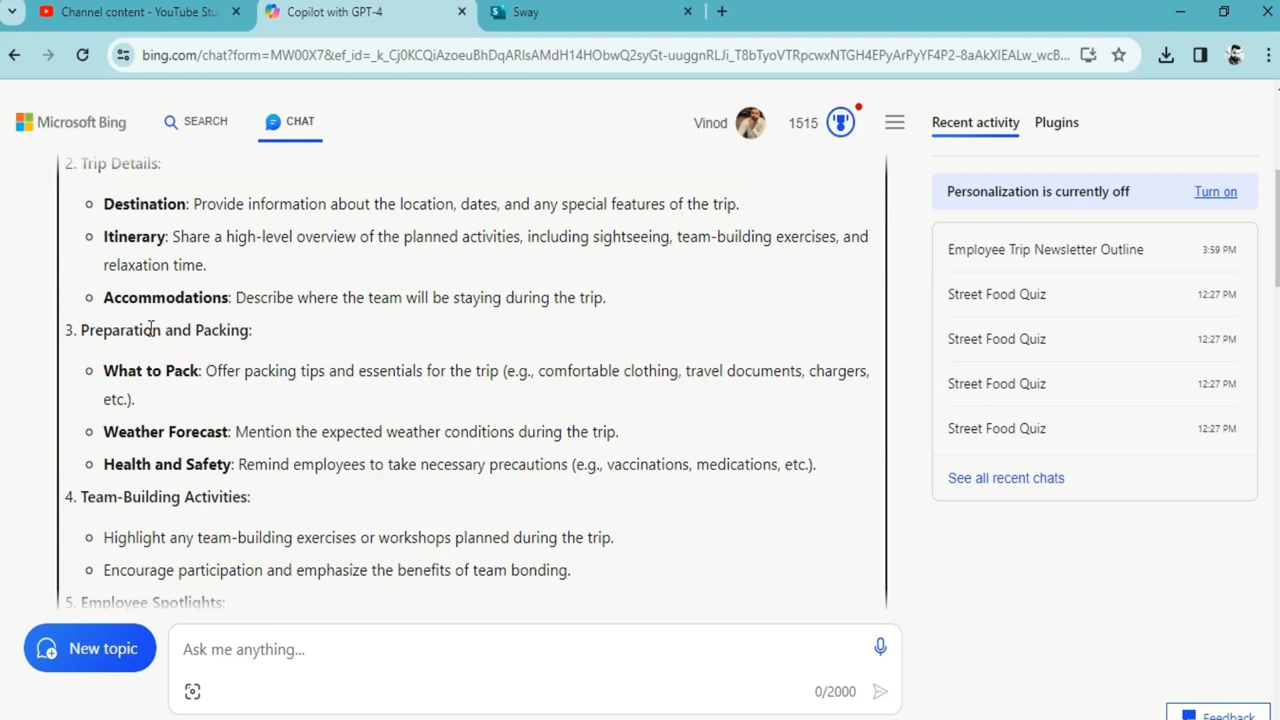 Channel content - YouTube Stu
Copilot with GPT-4
Sway
bing.com/chat?form=MW00X7&ef_id=_k_Cj0KCQiAzoeuBhDqARIsAMdH14HObwQ2syGt-uuggnRLJi_T8bTyoVTRpcwxNTGH4EPyArPyYF4P2-8aAkXlEALw_wcB...
Microsoft Bing
SEARCH
CHAT
Vinod
1515
Recent activity
Plugins
2. Trip Details:
Destination: Provide information about the location, dates, and any special features of the trip.
Itinerary: Share a high-level overview of the planned activities, including sightseeing, team-building exercises, and
relaxation time.
Accommodations: Describe where the team will be staying during the trip.
3. Preparation and Packing:
What to Pack: Offer packing tips and essentials for the trip (e.g., comfortable clothing, travel documents, chargers,
etc.).
Weather Forecast: Mention the expected weather conditions during the trip.
Health and Safety: Remind employees to take necessary precautions (e.g., vaccinations, medications, etc.).
4. Team-Building Activities:
Highlight any team-building exercises or workshops planned during the trip.
Encourage participation and emphasize the benefits of team bonding.
5. Employee Spotlights:
New topic
Ask me anything...
0/2000
Personalization is currently off
Turn on
Employee Trip Newsletter Outline 3:59 PM
Street Food Quiz 12:27 PM
Street Food Quiz 12:27 PM
Street Food Quiz 12:27 PM
Street Food Quiz 12:27 PM
See all recent chats
Feedback